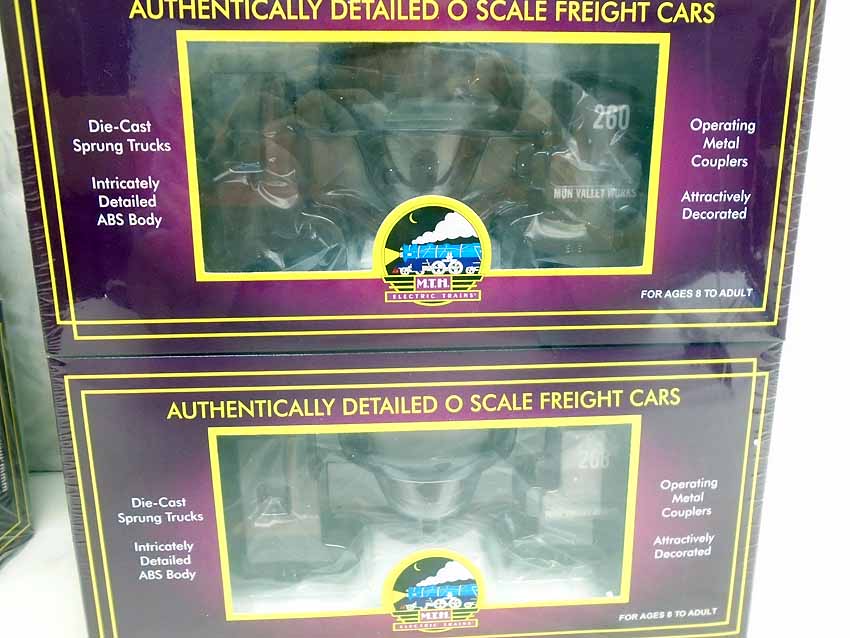 AUTHENTICALLY DETAILED O SCALE FREIGHT CARS
Die-Cast
Sprung Trucks
Intricately
Detailed
ABS Body
260
MON VALLEY WORKS
Operating
Metal
Couplers
Attractively
Decorated
M.T.H.
ELECTRIC TRAINS
FOR AGES 8 TO ADULT
AUTHENTICALLY DETAILED O SCALE FREIGHT CARS
Die-Cast
Sprung Trucks
Intricately
Detailed
ABS Body
Operating
Metal
Couplers
Attractively
Decorated
M.T.H.
ELECTRIC TRAINS
FOR AGES 8 TO ADULT